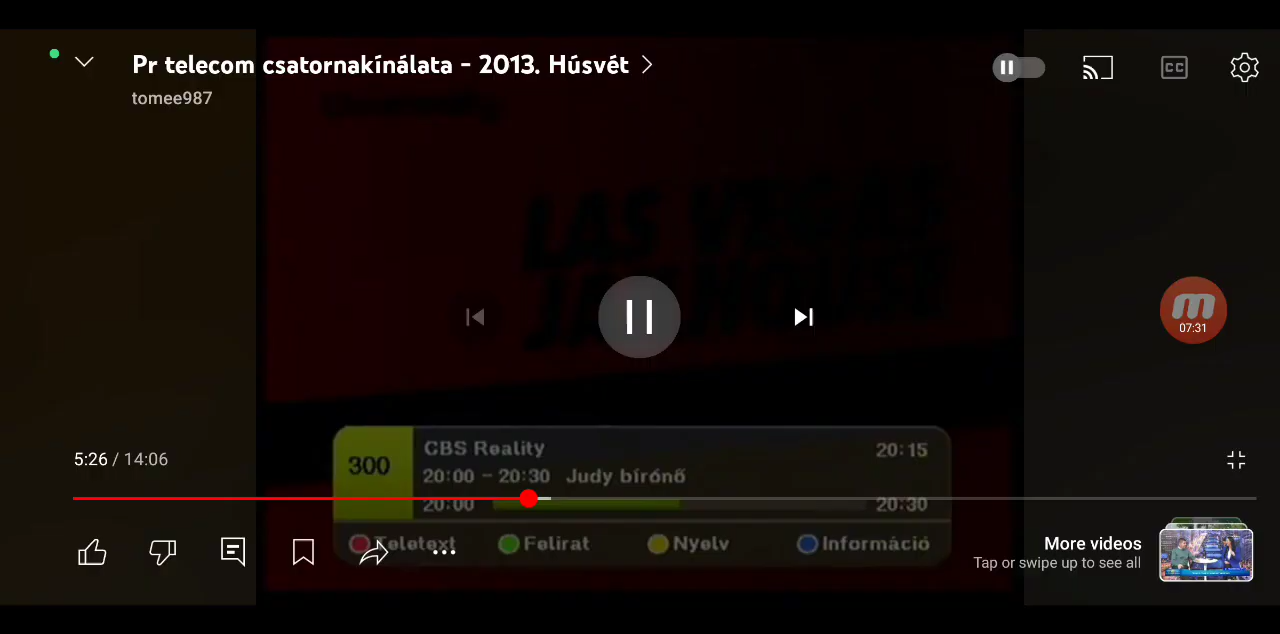 Pr telecom csatornakínálata - 2013. Húsvét
tomee987
CC
LAS VEGAS
JAILHOUSE
m
07:31
CBS Reality 20:15
300
20:00 - 20:30 Judy bírónő
5:26 / 14:06
20:00 20:30
Teletext Felirat Nyelv Információ
More videos
Tap or swipe up to see all